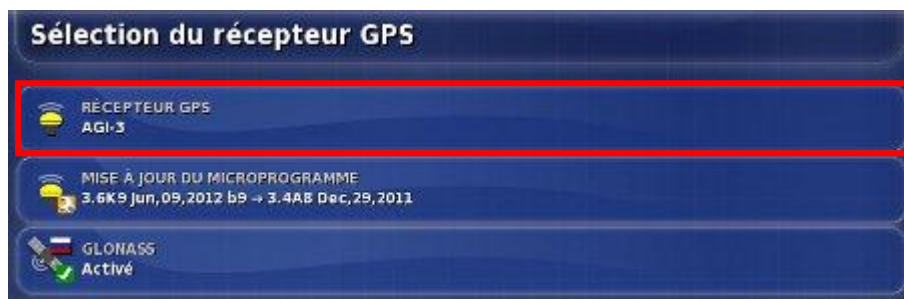 Sélection du récepteur GPS
RÉCEPTEUR GPS
AGI-3
MISE À JOUR DU MICROPROGRAMME
3.6K9 Jun,09,2012 b9 → 3.4A8 Dec,29,2011
GLONASS
Activé